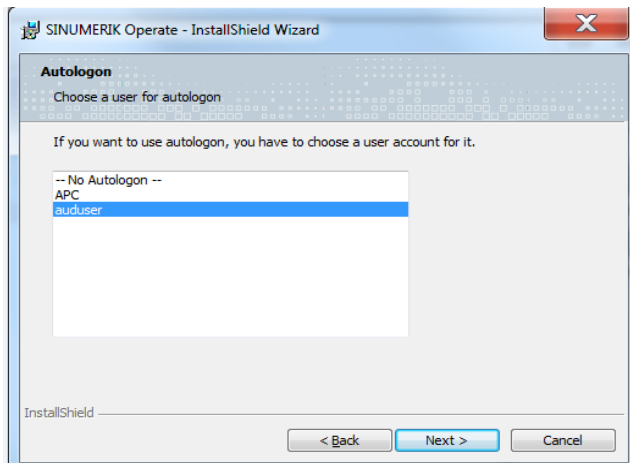 SINUMERIK Operate - InstallShield Wizard
Autologon
Choose a user for autologon
If you want to use autologon, you have to choose a user account for it.
-- No Autologon --
APC
auduser
InstallShield
< Back
Next >
Cancel